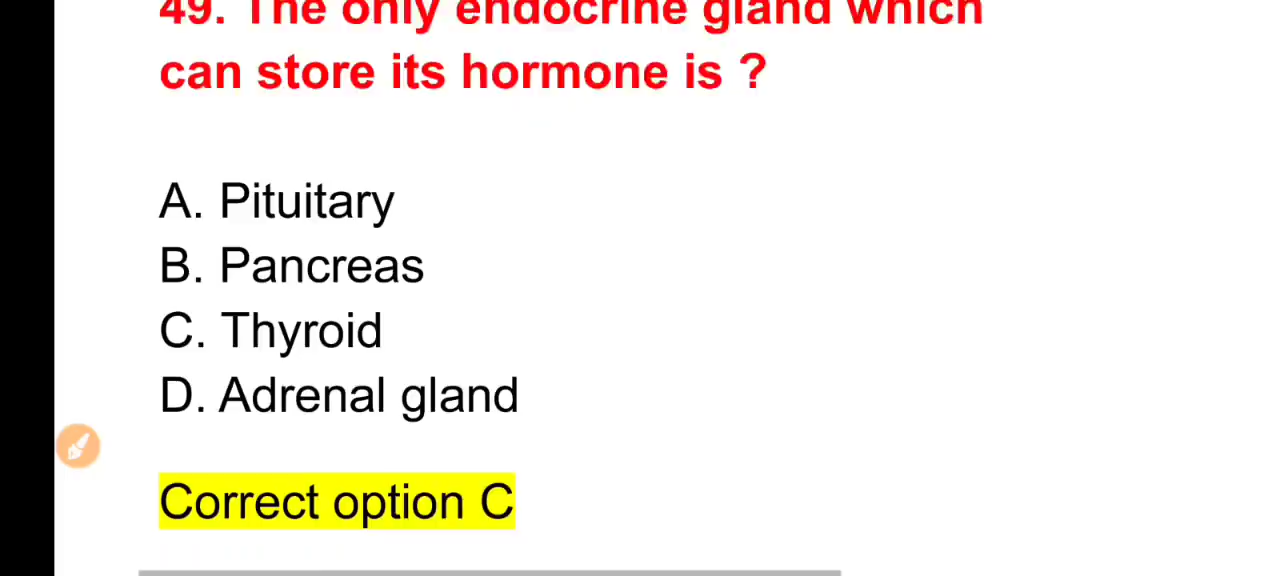 49. The only endocrine gland which
can store its hormone is ?
A. Pituitary
B. Pancreas
C. Thyroid
D. Adrenal gland
Correct option C